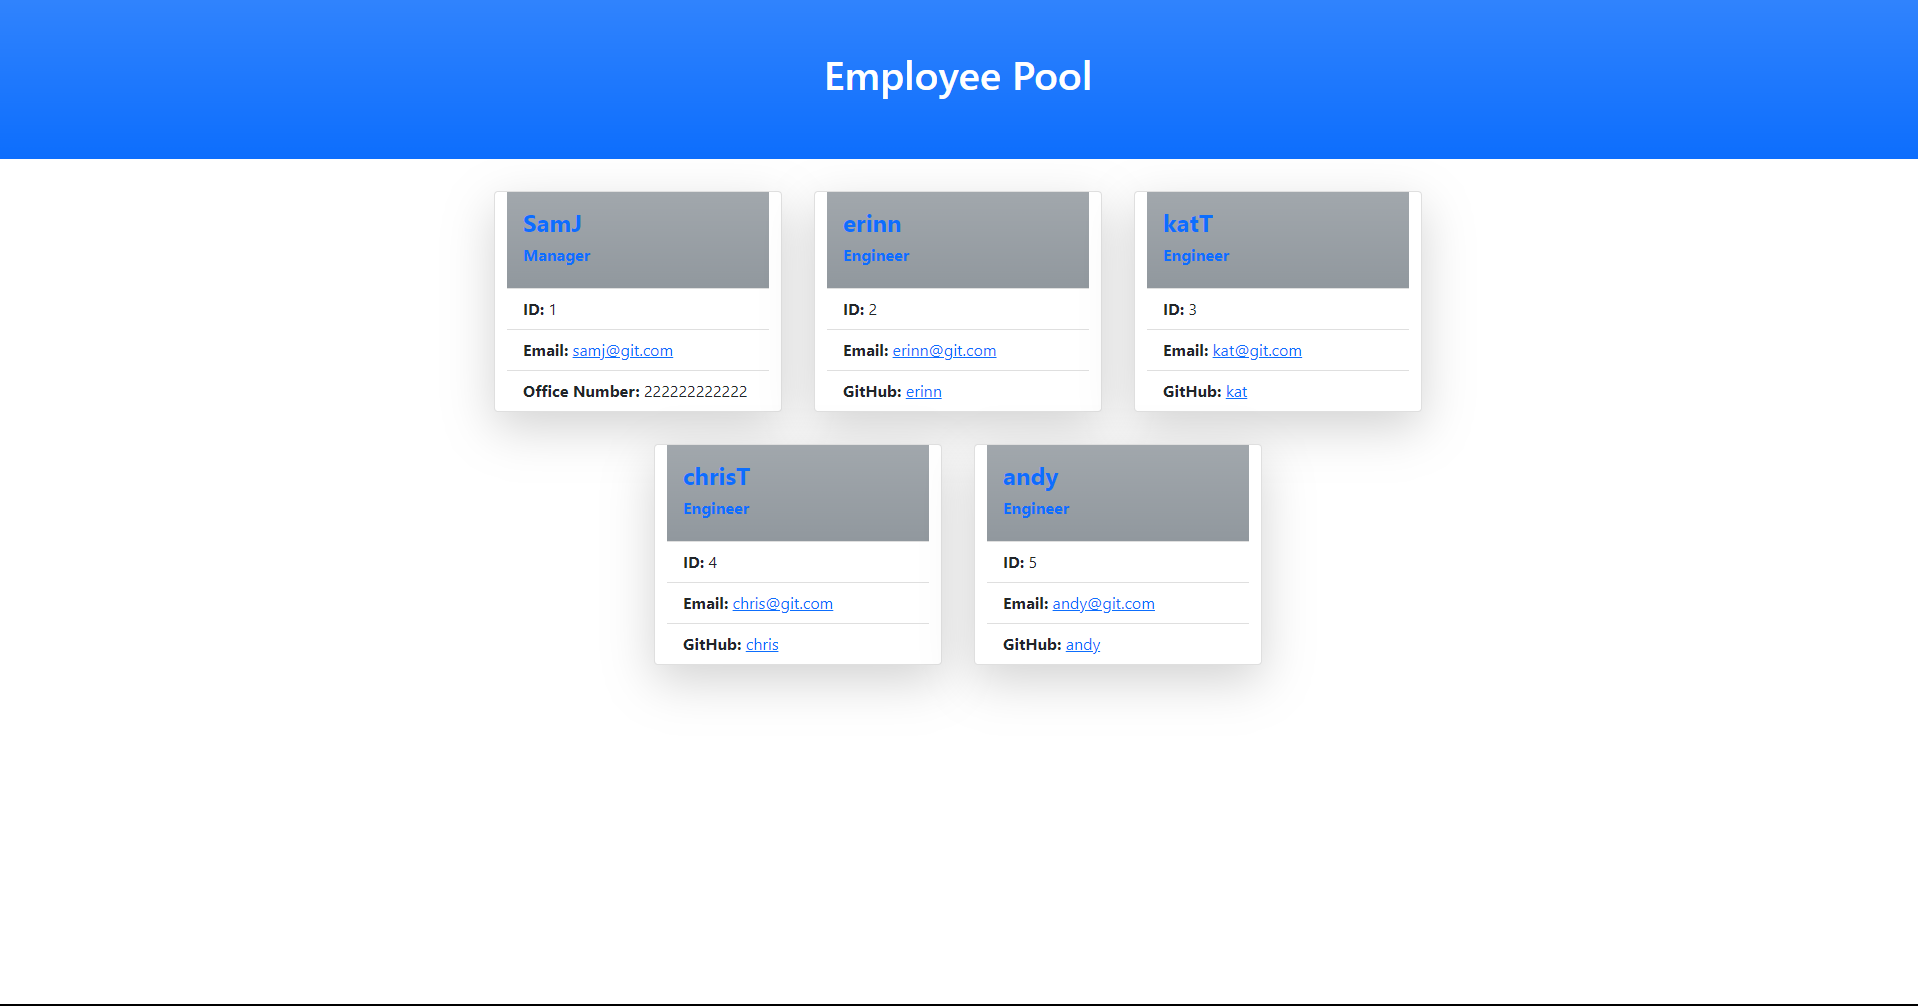 Employee Pool
SamJ
Manager
ID: 1
Email: samj@git.com
Office Number: 222222222222
erinn
Engineer
ID: 2
Email: erinn@git.com
GitHub: erinn
katT
Engineer
ID: 3
Email: kat@git.com
GitHub: kat
chrisT
Engineer
ID: 4
Email: chris@git.com
GitHub: chris
andy
Engineer
ID: 5
Email: andy@git.com
GitHub: andy